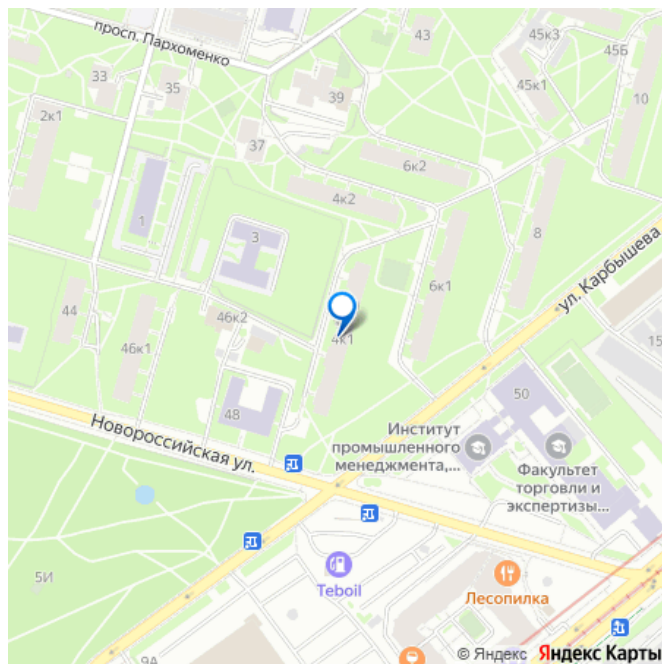 43
45к3
45Б
просп. Пархоменко
33
35
39
45к1
10
2к1
37
6к2
4к2
1
3
8
ул. Карбышева
6к1
44
46к2
46к1
4к1
15
50
48
Новороссийская ул.
Институт
промышленного
менеджмента,...
Факультет
торговли и
экспертизы...
5И
Teboil
Лесопилка
9А
© Яндекс Яндекс Карты